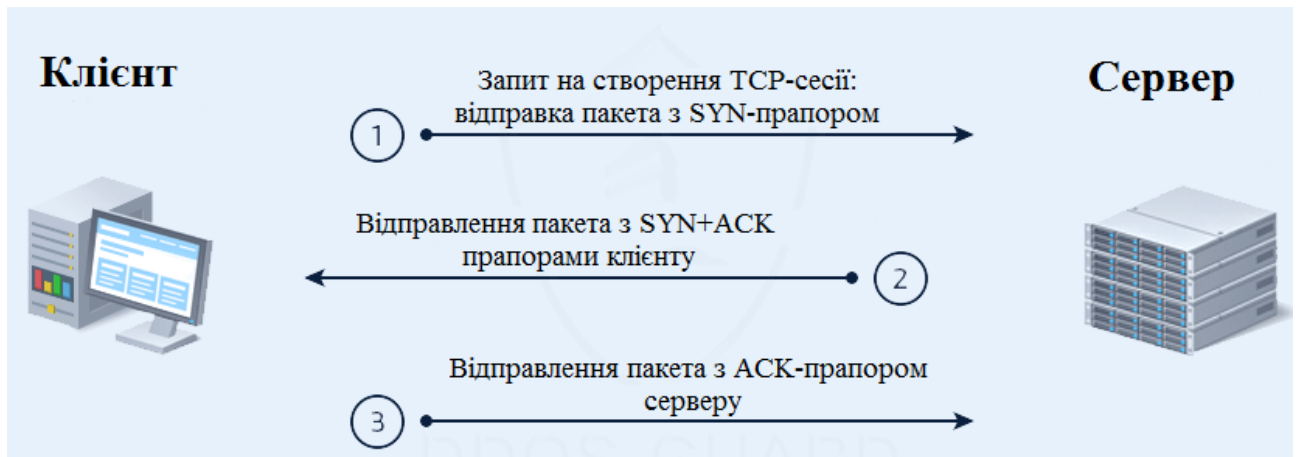 Клієнт
Сервер
Запит на створення TCP-сесії:
відправка пакета з SYN-прапором
1
Відправлення пакета з SYN+ACK
прапорами клієнту
2
Відправлення пакета з ACK-прапором
серверу
3